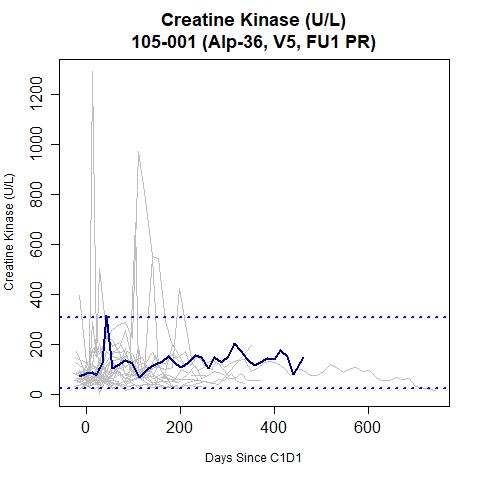 Creatine Kinase (U/L)
105-001 (Alp-36, V5, FU1 PR)
Creatine Kinase (U/L)
1200
1000
800
600
400
200
0
0 200 400 600
Days Since C1D1